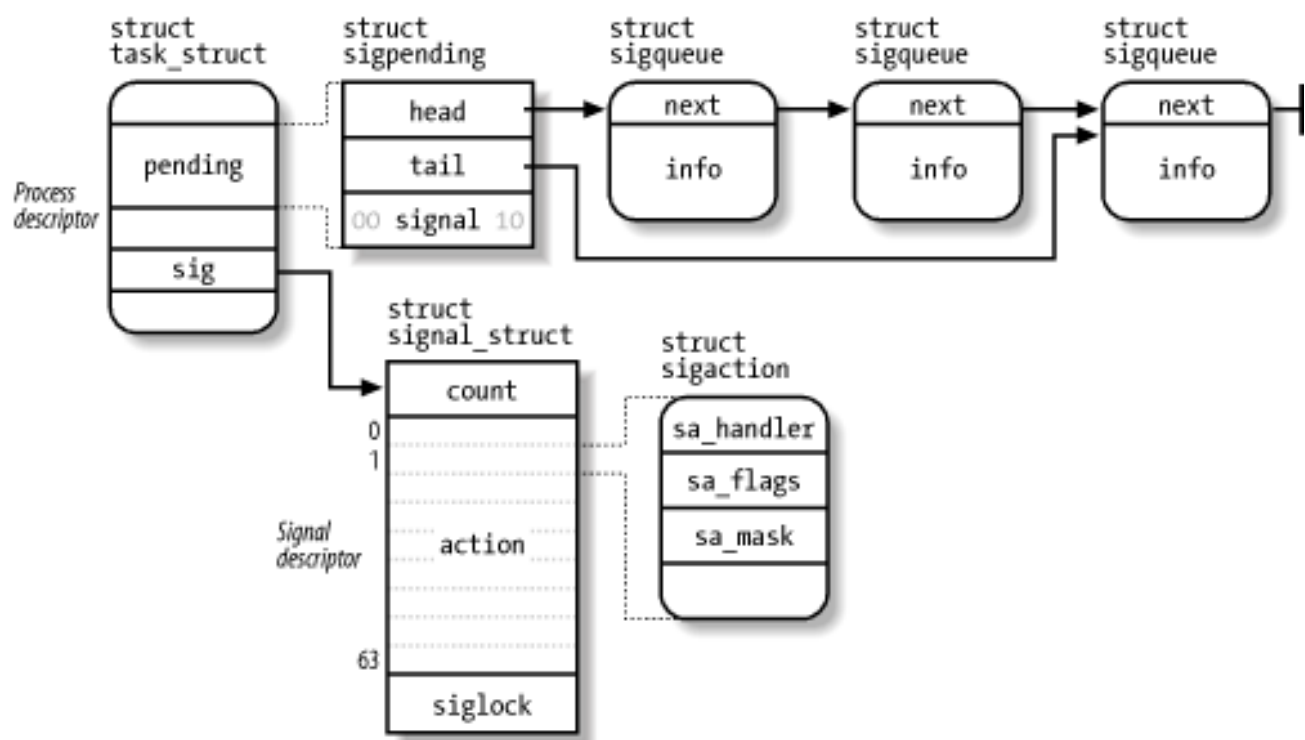 struct
task_struct
struct
sigpending
struct
sigqueue
struct
sigqueue
struct
sigqueue
head
next
next
next
pending
tail
info
info
info
Process
descriptor
00 signal 10
sig
struct
signal_struct
struct
sigaction
count
0
sa_handler
1
sa_flags
Signal
descriptor
action
sa_mask
63
siglock